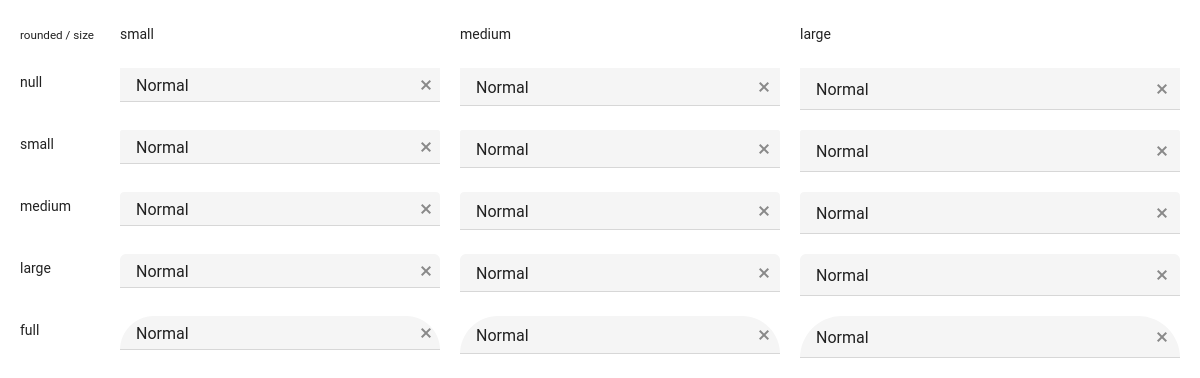 rounded / size small medium large
null Normal Normal Normal
small Normal Normal Normal
medium Normal Normal Normal
large Normal Normal Normal
full Normal Normal Normal